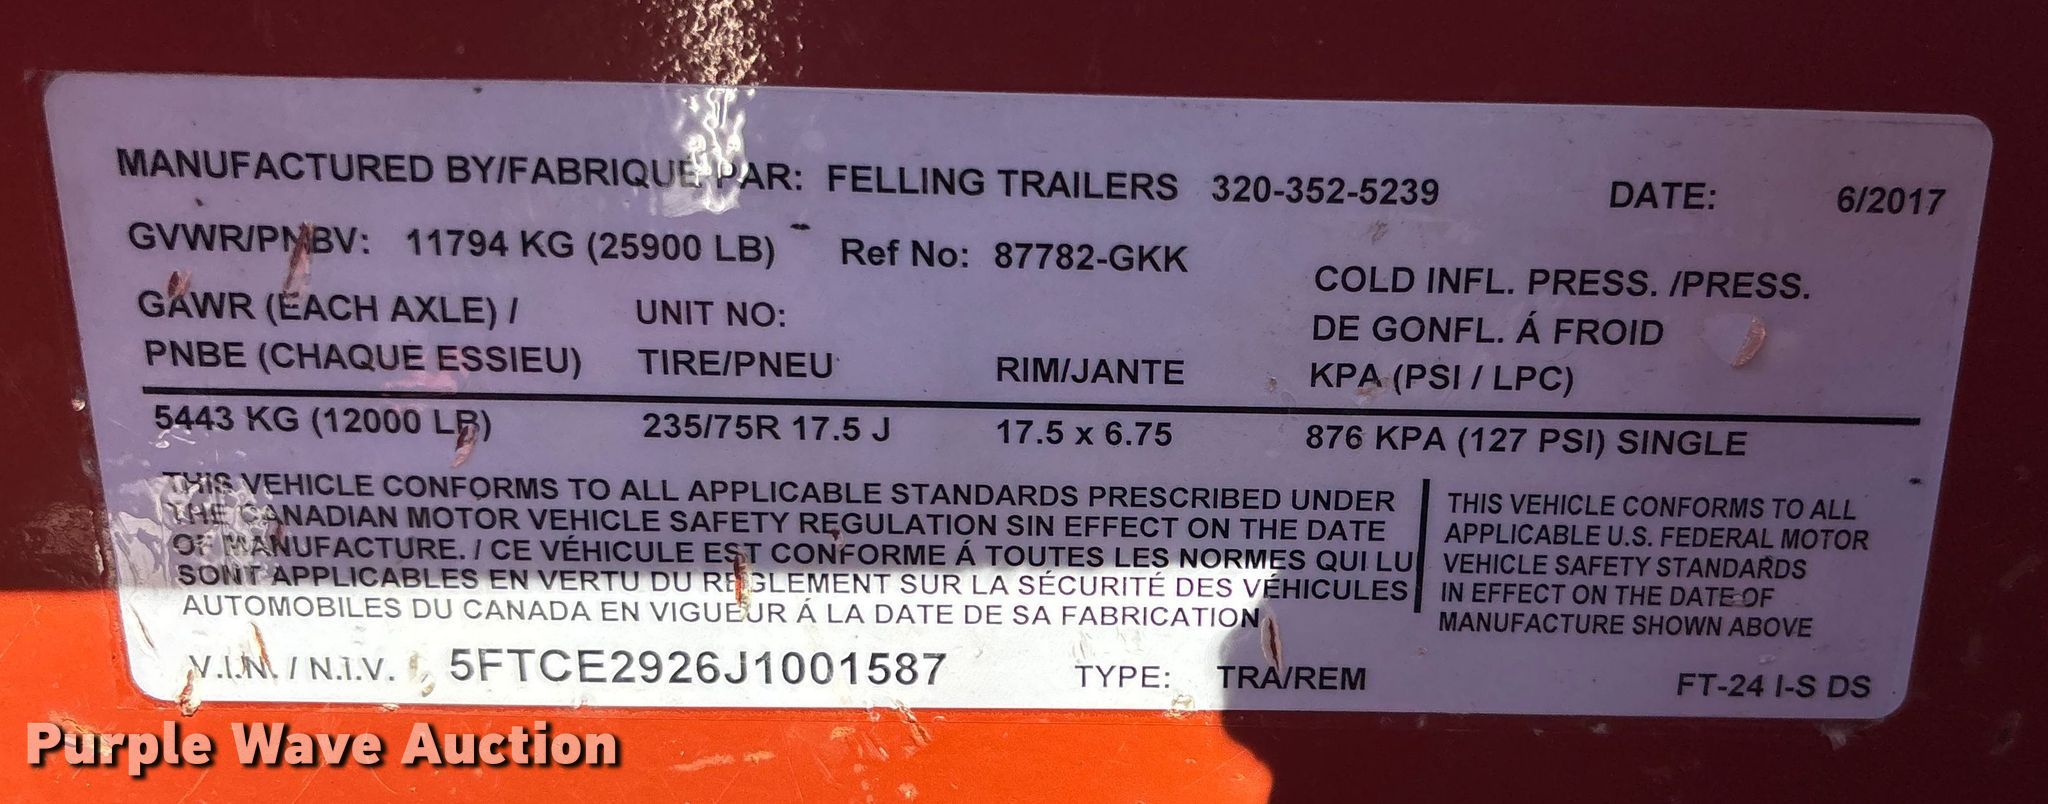 MANUFACTURED BY/FABRIQUÉ PAR: FELLING TRAILERS 320-352-5239 DATE: 6/2017
GVWR/PNBV: 11794 KG (25900 LB) Ref No: 87782-GKK
COLD INFL. PRESS. /PRESS.
GAWR (EACH AXLE) / UNIT NO: DE GONFL. Á FROID
PNBE (CHAQUE ESSIEU) TIRE/PNEU RIM/JANTE KPA (PSI / LPC)
5443 KG (12000 LB) 235/75R 17.5 J 17.5 x 6.75 876 KPA (127 PSI) SINGLE
THIS VEHICLE CONFORMS TO ALL APPLICABLE STANDARDS PRESCRIBED UNDER
THE CANADIAN MOTOR VEHICLE SAFETY REGULATION SIN EFFECT ON THE DATE
OF MANUFACTURE. / CE VÉHICULE EST CONFORME Á TOUTES LES NORMES QUI LU
SONT APPLICABLES EN VERTU DU REGLEMENT SUR LA SÉCURITÉ DES VÉHICULES
AUTOMOBILES DU CANADA EN VIGUEUR Á LA DATE DE SA FABRICATION
THIS VEHICLE CONFORMS TO ALL
APPLICABLE U.S. FEDERAL MOTOR
VEHICLE SAFETY STANDARDS
IN EFFECT ON THE DATE OF
MANUFACTURE SHOWN ABOVE
V.I.N. / N.I.V. 5FTCE2926J1001587 TYPE: TRA/REM FT-24 I-S DS
Purple Wave Auction